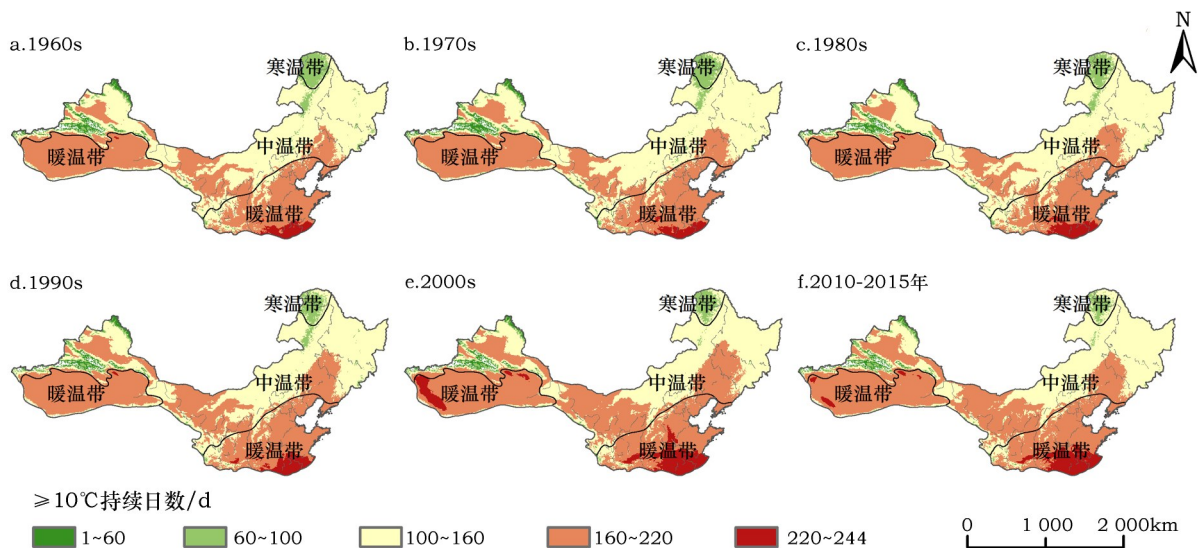 N
a.1960s
b.1970s
c.1980s
寒温带
寒温带
寒温带
暖温带
中温带
暖温带
中温带
暖温带
中温带
暖温带
暖温带
暖温带
d.1990s
e.2000s
f.2010-2015年
寒温带
寒温带
寒温带
暖温带
中温带
暖温带
中温带
暖温带
中温带
暖温带
暖温带
暖温带
≥10℃持续日数/d
1~60
60~100
100~160
160~220
220~244
0 1 000 2 000km